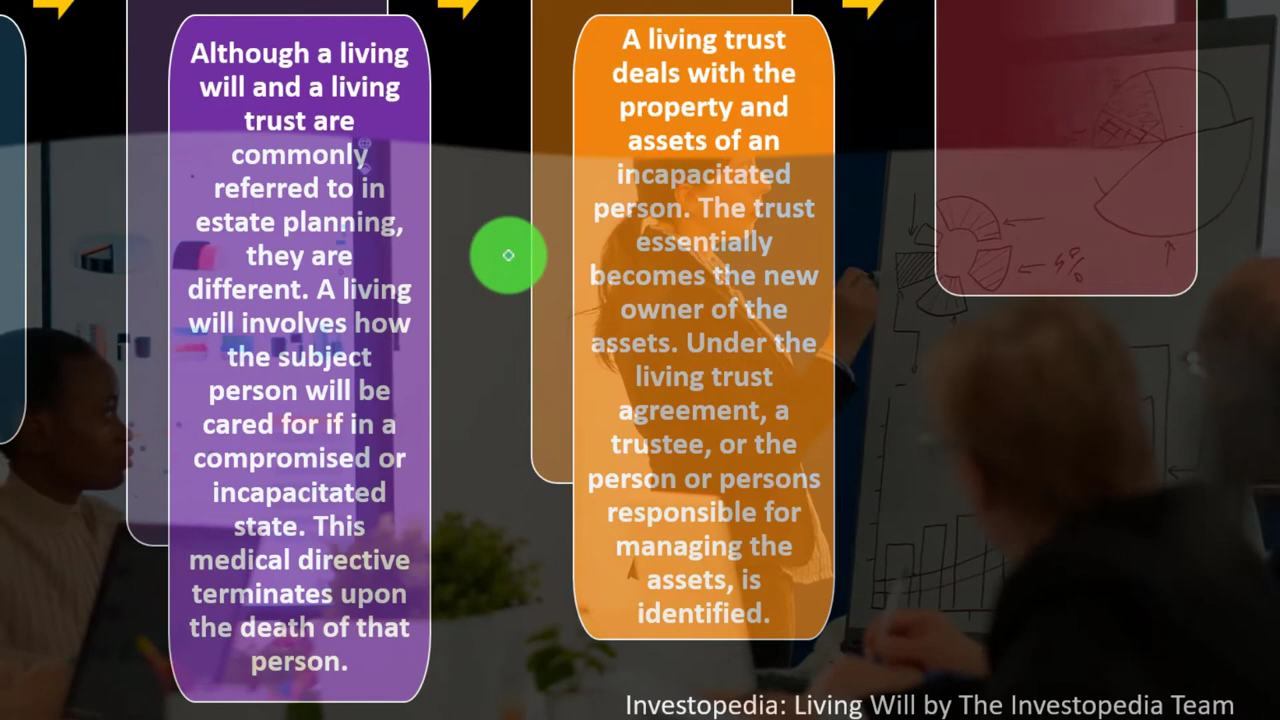 Although a living
will and a living
trust are
commonly
referred to in
estate planning,
they are
different. A living
will involves how
the subject
person will be
cared for if in a
compromised or
incapacitated
state. This
medical directive
terminates upon
the death of that
person.
A living trust
deals with the
property and
assets of an
incapacitated
person. The trust
essentially
becomes the new
owner of the
assets. Under the
living trust
agreement, a
trustee, or the
person or persons
responsible for
managing the
assets, is
identified.
Investopedia: Living Will by The Investopedia Team